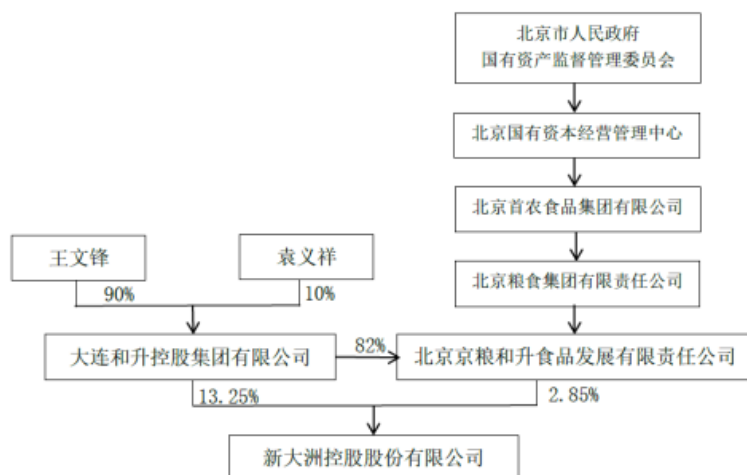 北京市人民政府
国有资产监督管理委员会
北京国有资本经营管理中心
北京首农食品集团有限公司
王文锋
袁义祥
北京粮食集团有限责任公司
90%
10%
大连和升控股集团有限公司
82%
北京京粮和升食品发展有限责任公司
13.25%
2.85%
新大洲控股股份有限公司